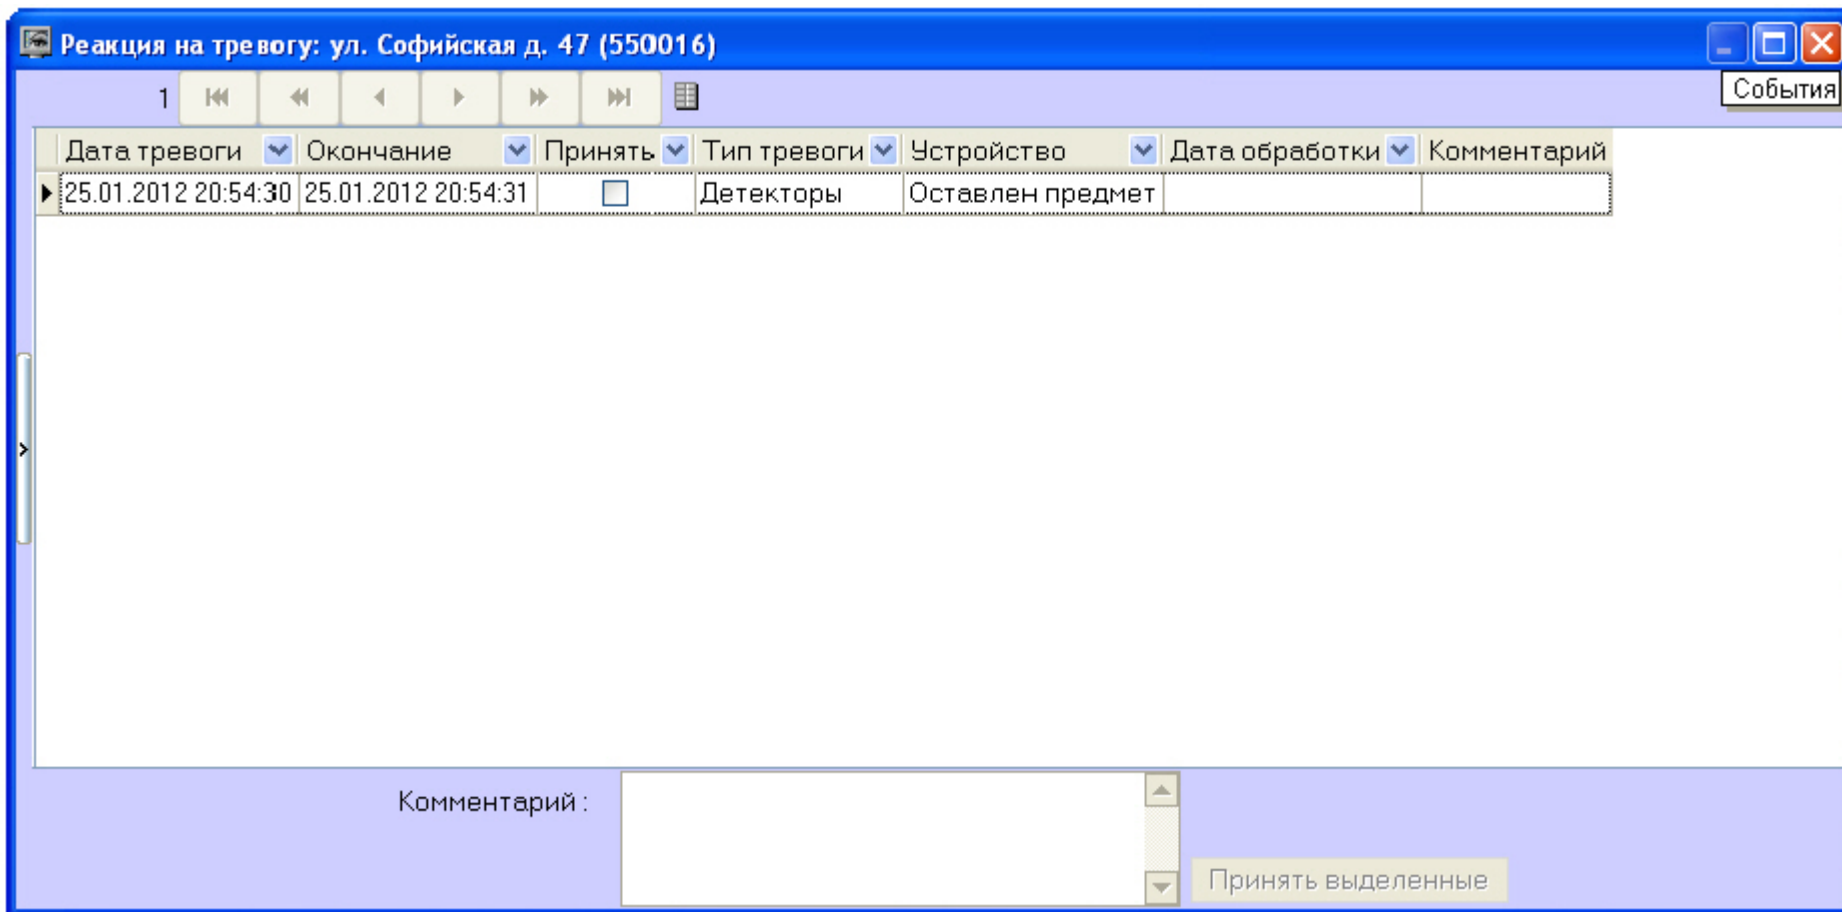 Реакция на тревогу: ул. Софийская д. 47 (550016)
1
События
Дата тревоги Окончание Принять Тип тревоги Устройство Дата обработки Комментарий
25.01.2012 20:54:30 25.01.2012 20:54:31 Детекторы Оставлен предмет
Комментарий :
Принять выделенные